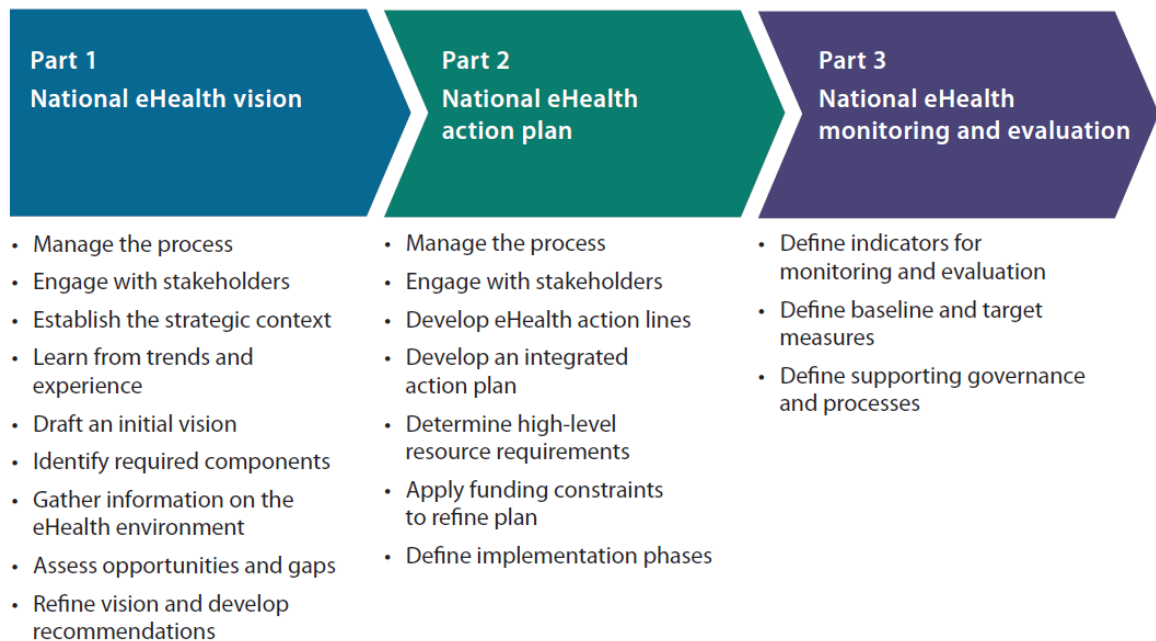 Part 1
National eHealth vision
• Manage the process
• Engage with stakeholders
• Establish the strategic context
• Learn from trends and
experience
• Draft an initial vision
• Identify required components
• Gather information on the
eHealth environment
• Assess opportunities and gaps
• Refine vision and develop
recommendations
Part 2
National eHealth
action plan
• Manage the process
• Engage with stakeholders
• Develop eHealth action lines
• Develop an integrated
action plan
• Determine high-level
resource requirements
• Apply funding constraints
to refine plan
• Define implementation phases
Part 3
National eHealth
monitoring and evaluation
• Define indicators for
monitoring and evaluation
• Define baseline and target
measures
• Define supporting governance
and processes